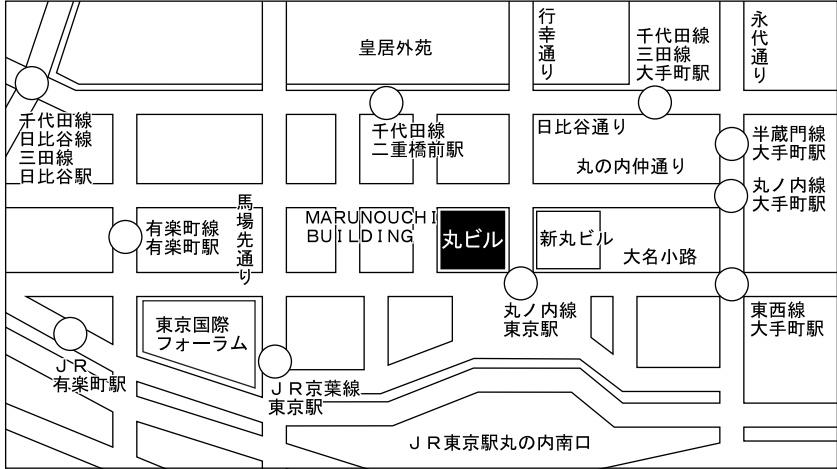 皇居外苑
行幸通り
千代田線
三田線
大手町駅
永代通り
千代田線
日比谷線
三田線
日比谷駅
千代田線
二重橋前駅
日比谷通り
半蔵門線
大手町駅
丸の内仲通り
丸ノ内線
大手町駅
有楽町線
有楽町駅
馬場先通り
MARUNOUCHI
BUILDING
丸ビル
新丸ビル
大名小路
丸ノ内線
東京駅
東西線
大手町駅
東京国際
フォーラム
JR
有楽町駅
JR京葉線
東京駅
JR東京駅丸の内南口